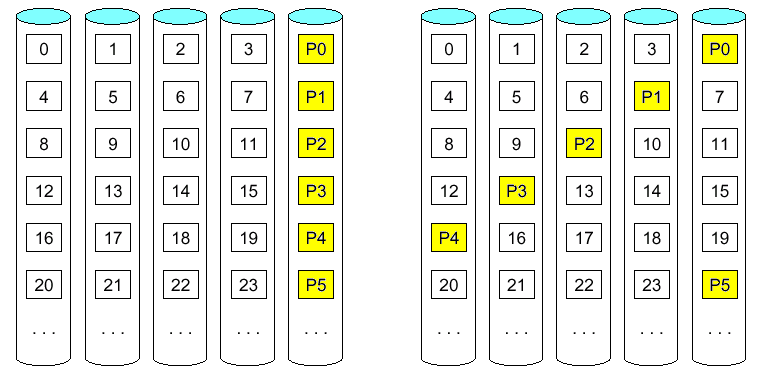 0 1 2 3 P0 0 1 2 3 P0
4 5 6 7 P1 4 5 6 P1 7
8 9 10 11 P2 8 9 P2 10 11
12 13 14 15 P3 12 P3 13 14 15
16 17 18 19 P4 P4 16 17 18 19
20 21 22 23 P5 20 21 22 23 P5
. . . . . . . . . . . . . . . . . . . . . . . . . . . . . .